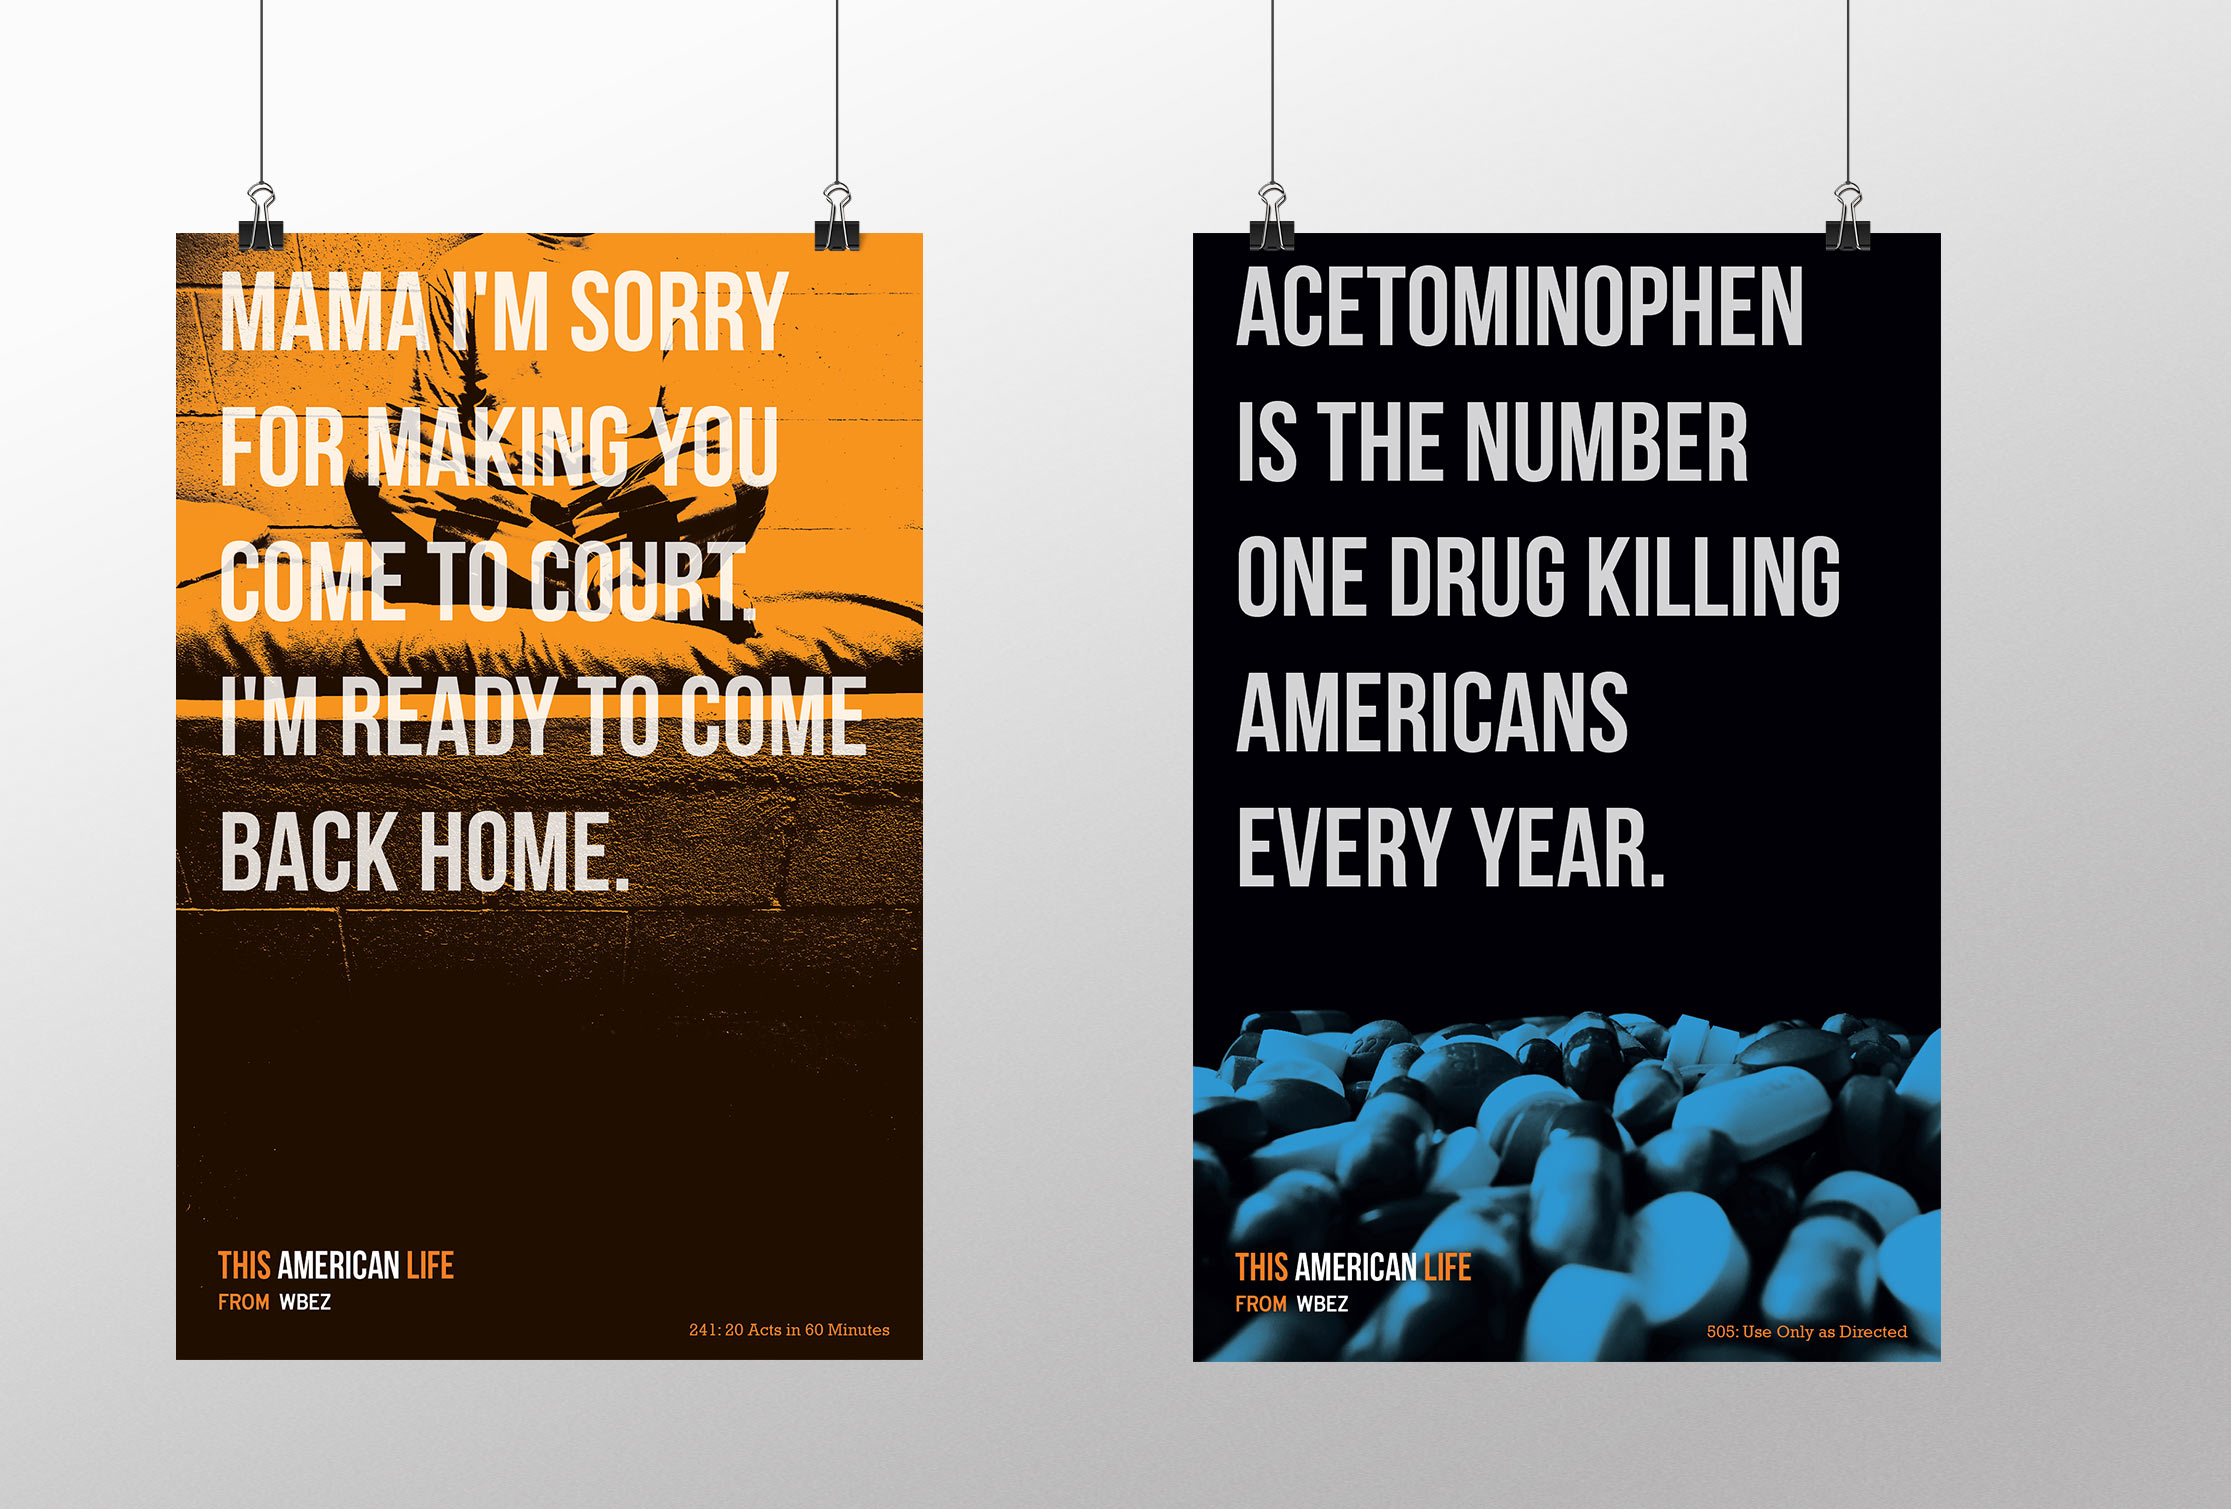 MAMA I'M SORRY
FOR MAKING YOU
COME TO COURT.
I'M READY TO COME
BACK HOME.
THIS AMERICAN LIFE
FROM WBEZ
241: 20 Acts in 60 Minutes
ACETOMINOPHEN
IS THE NUMBER
ONE DRUG KILLING
AMERICANS
EVERY YEAR.
THIS AMERICAN LIFE
FROM WBEZ
505: Use Only as Directed